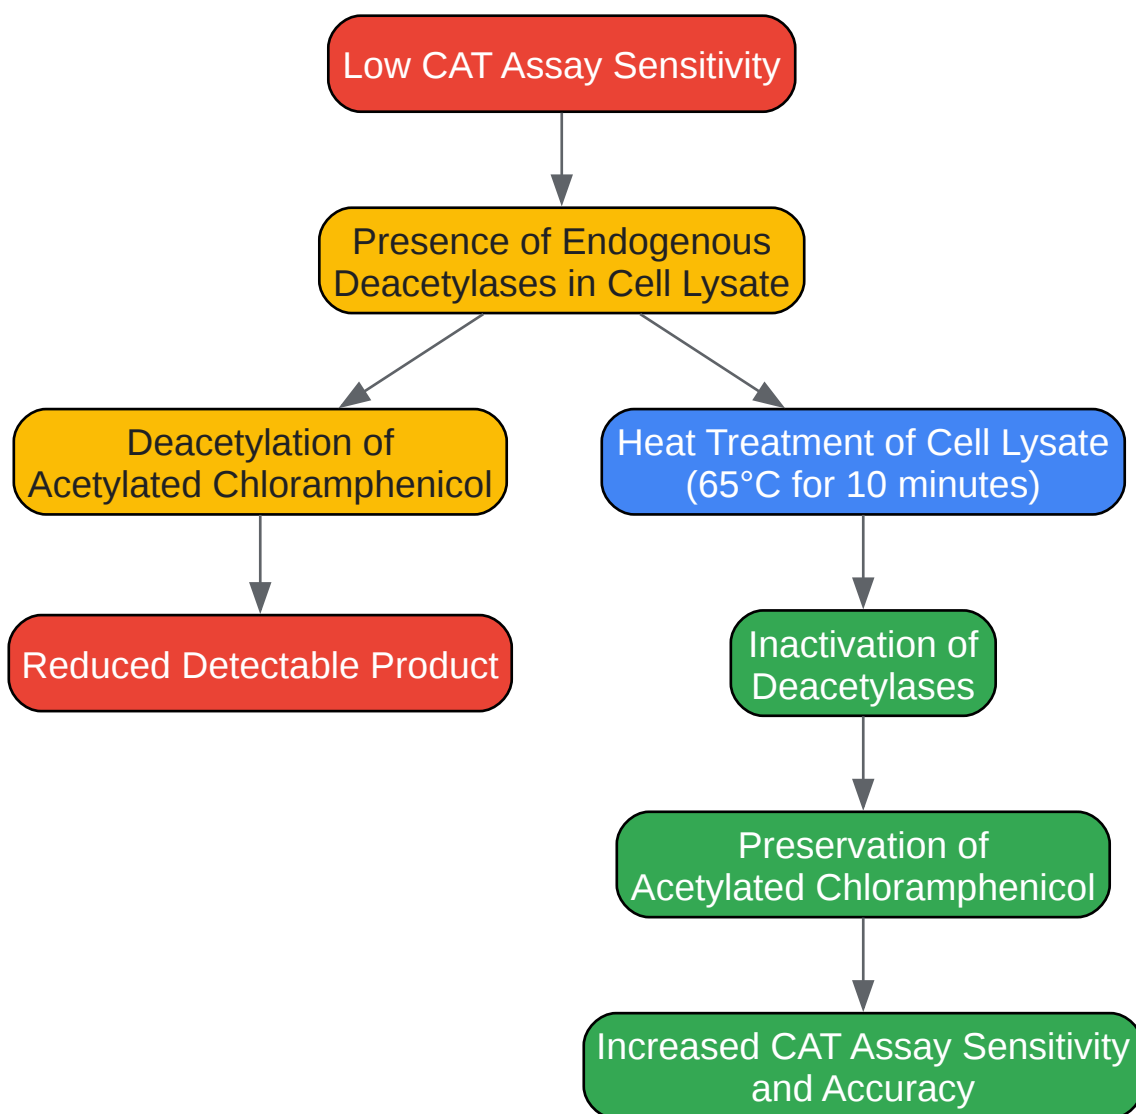 Low CAT Assay Sensitivity
Presence of Endogenous
Deacetylases in Cell Lysate
Deacetylation of
Acetylated Chloramphenicol
Heat Treatment of Cell Lysate
(65°C for 10 minutes)
Reduced Detectable Product
Inactivation of
Deacetylases
Preservation of
Acetylated Chloramphenicol
Increased CAT Assay Sensitivity
and Accuracy